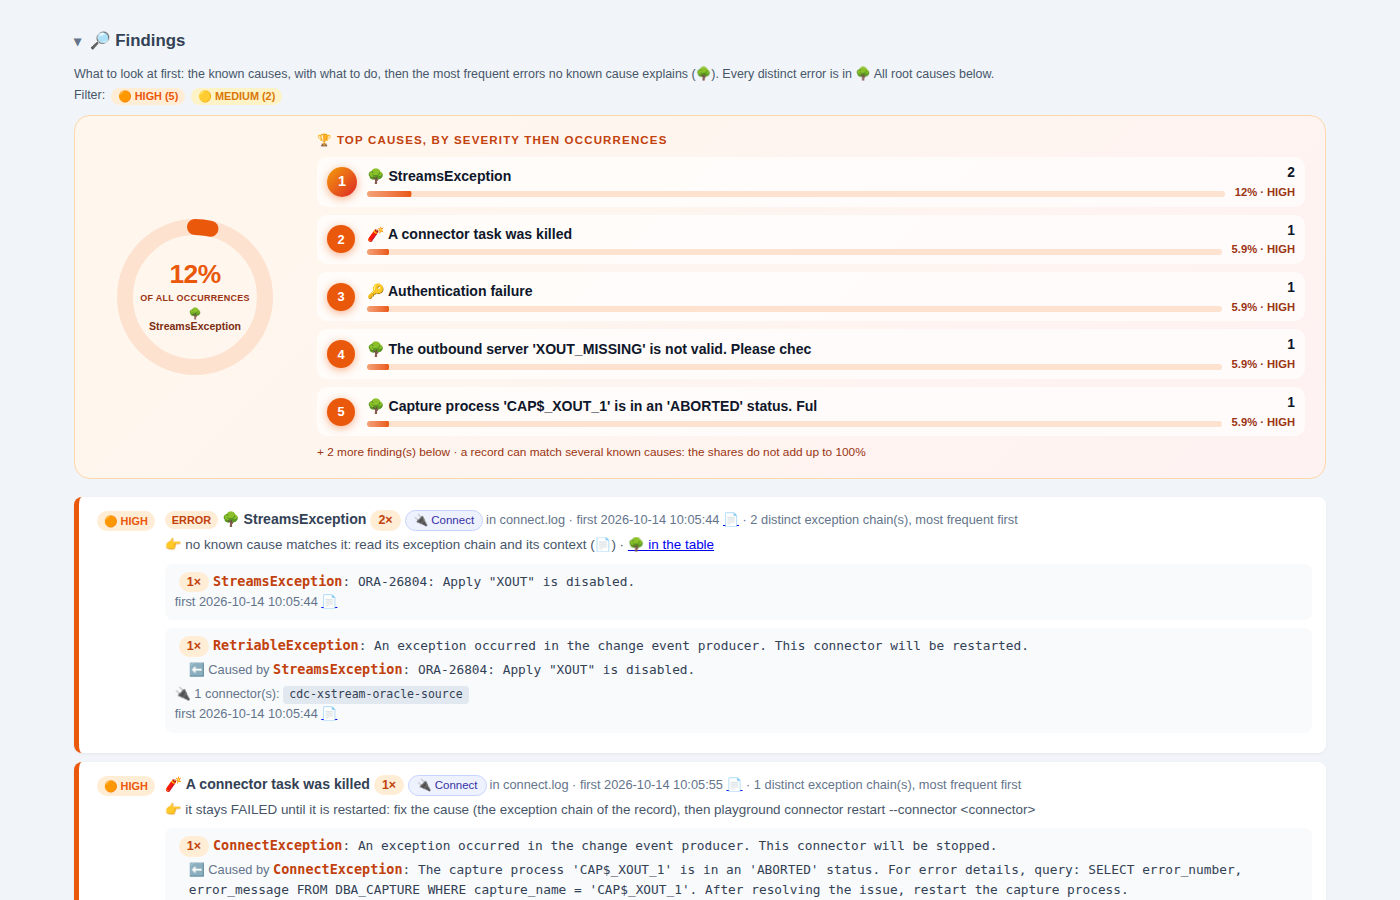 ▼ 🔎 Findings
What to look at first: the known causes, with what to do, then the most frequent errors no known cause explains (🌳). Every distinct error is in 🌳 All root causes below.
Filter: 🟠 HIGH (5) 🟡 MEDIUM (2)
🏆 TOP CAUSES, BY SEVERITY THEN OCCURRENCES
12%
OF ALL OCCURRENCES
🌳
StreamsException
1 🌳 StreamsException 2
12% · HIGH
2 🧨 A connector task was killed 1
5.9% · HIGH
3 🔑 Authentication failure 1
5.9% · HIGH
4 🌳 The outbound server 'XOUT_MISSING' is not valid. Please chec 1
5.9% · HIGH
5 🌳 Capture process 'CAP$_XOUT_1' is in an 'ABORTED' status. Ful 1
5.9% · HIGH
+ 2 more finding(s) below · a record can match several known causes: the shares do not add up to 100%
🟠 HIGH ERROR 🌳 StreamsException 2× 🔌 Connect in connect.log · first 2026-10-14 10:05:44 📄 · 2 distinct exception chain(s), most frequent first
👉 no known cause matches it: read its exception chain and its context (📄) · 🌳 in the table
1× StreamsException: ORA-26804: Apply "XOUT" is disabled.
first 2026-10-14 10:05:44 📄
1× RetriableException: An exception occurred in the change event producer. This connector will be restarted.
⬅️ Caused by StreamsException: ORA-26804: Apply "XOUT" is disabled.
🔌 1 connector(s): cdc-xstream-oracle-source
first 2026-10-14 10:05:44 📄
🟠 HIGH 🧨 A connector task was killed 1× 🔌 Connect in connect.log · first 2026-10-14 10:05:55 📄 · 1 distinct exception chain(s), most frequent first
👉 it stays FAILED until it is restarted: fix the cause (the exception chain of the record), then playground connector restart --connector <connector>
1× ConnectException: An exception occurred in the change event producer. This connector will be stopped.
⬅️ Caused by ConnectException: The capture process 'CAP$_XOUT_1' is in an 'ABORTED' status. For error details, query: SELECT error_number,
error_message FROM DBA_CAPTURE WHERE capture_name = 'CAP$_XOUT_1'. After resolving the issue, restart the capture process.